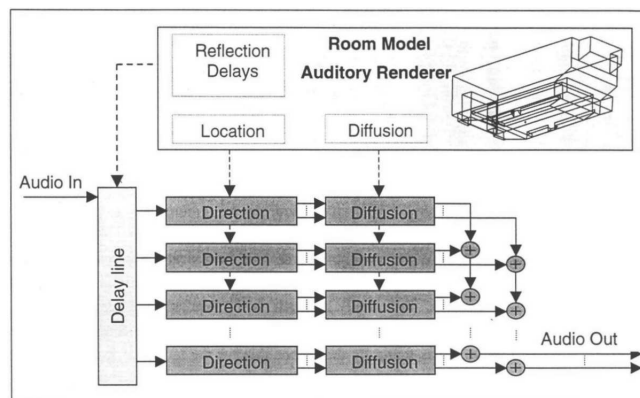 Reflection
Delays
Room Model
Auditory Renderer
Location
Diffusion
Audio In
Delay line
Direction
Diffusion
Direction
Diffusion
Direction
Diffusion
Direction
Diffusion
Audio Out